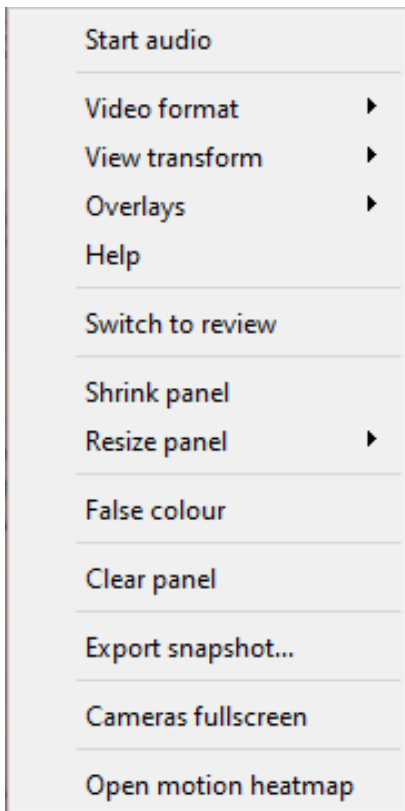 Start audio
Video format
View transform
Overlays
Help
Switch to review
Shrink panel
Resize panel
False colour
Clear panel
Export snapshot...
Cameras fullscreen
Open motion heatmap